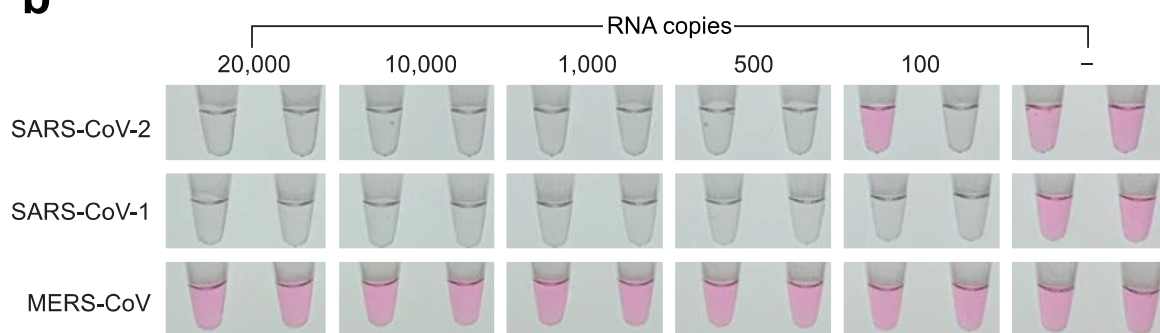 b
RNA copies
20,000 10,000 1,000 500 100 –
SARS-CoV-2
SARS-CoV-1
MERS-CoV